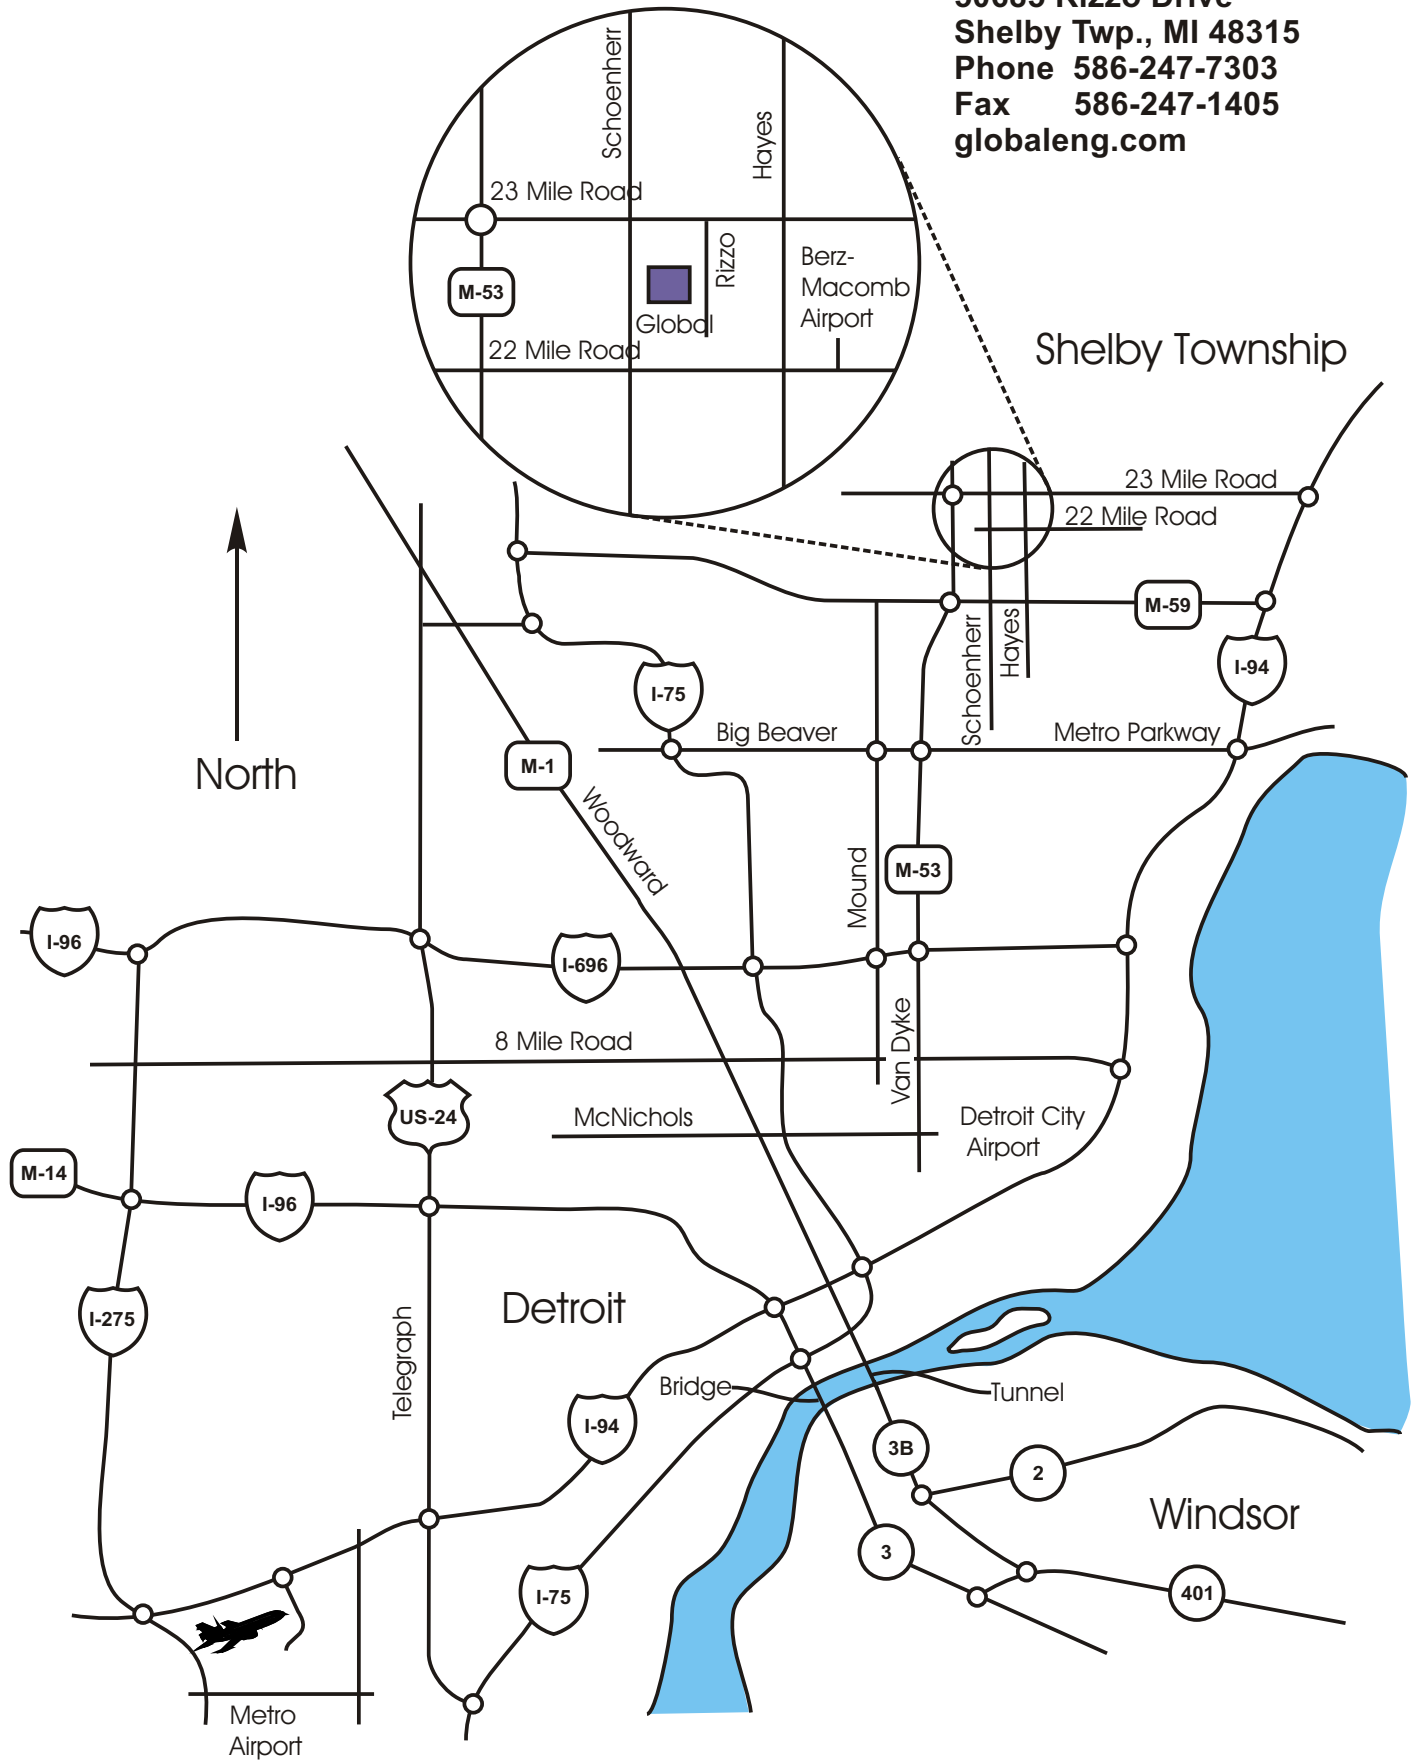 Rizzo Drive
Shelby Twp., MI 48315
Phone 586-247-7303
Fax 586-247-1405
globaleng.com
Schoenherr
Hayes
23 Mile Road
M-53
Rizzo
Berz-
Macomb
Airport
Global
22 Mile Road
Shelby Township
23 Mile Road
22 Mile Road
M-59
Schoenherr
Hayes
I-94
I-75
Big Beaver
Metro Parkway
North
M-1
Woodward
Mound
M-53
I-96
I-696
8 Mile Road
Van Dyke
US-24
McNichols
Detroit City
Airport
M-14
I-96
I-275
Detroit
Telegraph
Bridge
Tunnel
I-94
3B
2
Windsor
3
I-75
401
Metro
Airport